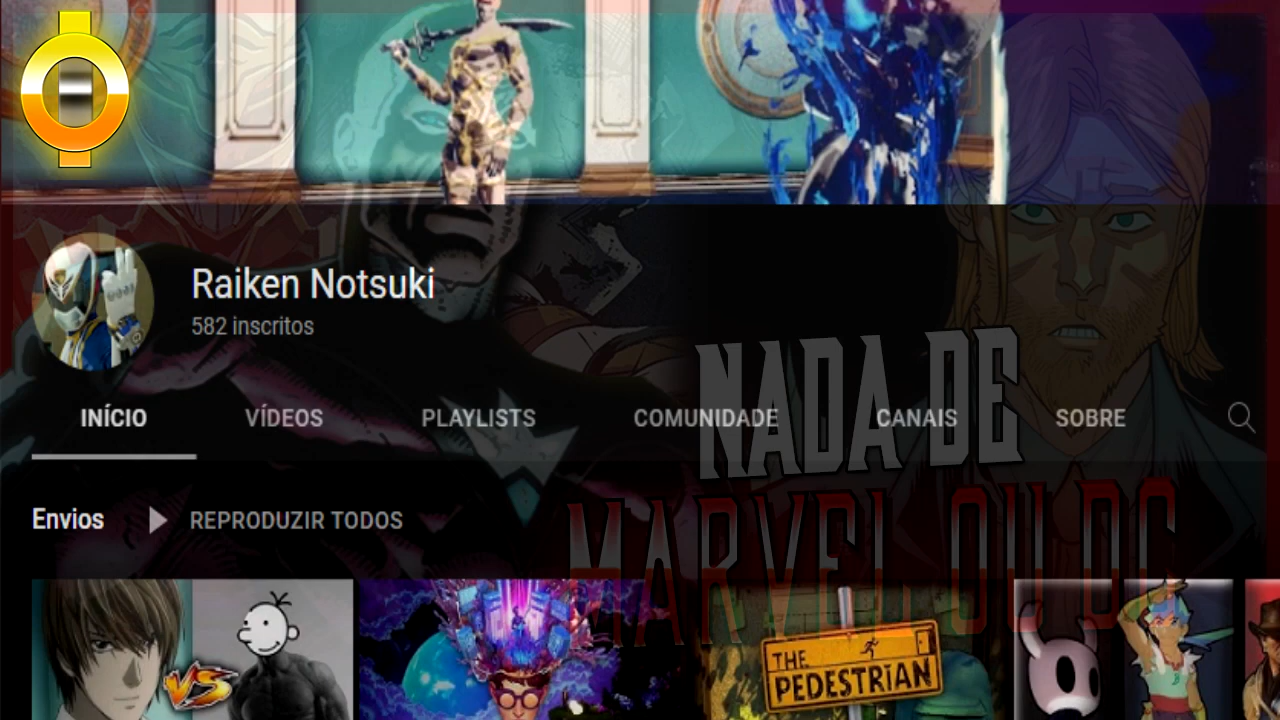 Raiken Notsuki
582 inscritos
INÍCIO VÍDEOS PLAYLISTS COMUNIDADE CANAIS SOBRE
NADA DE
MARVEL OU DC
Envios REPRODUZIR TODOS
VS
THE
PEDESTRIAN